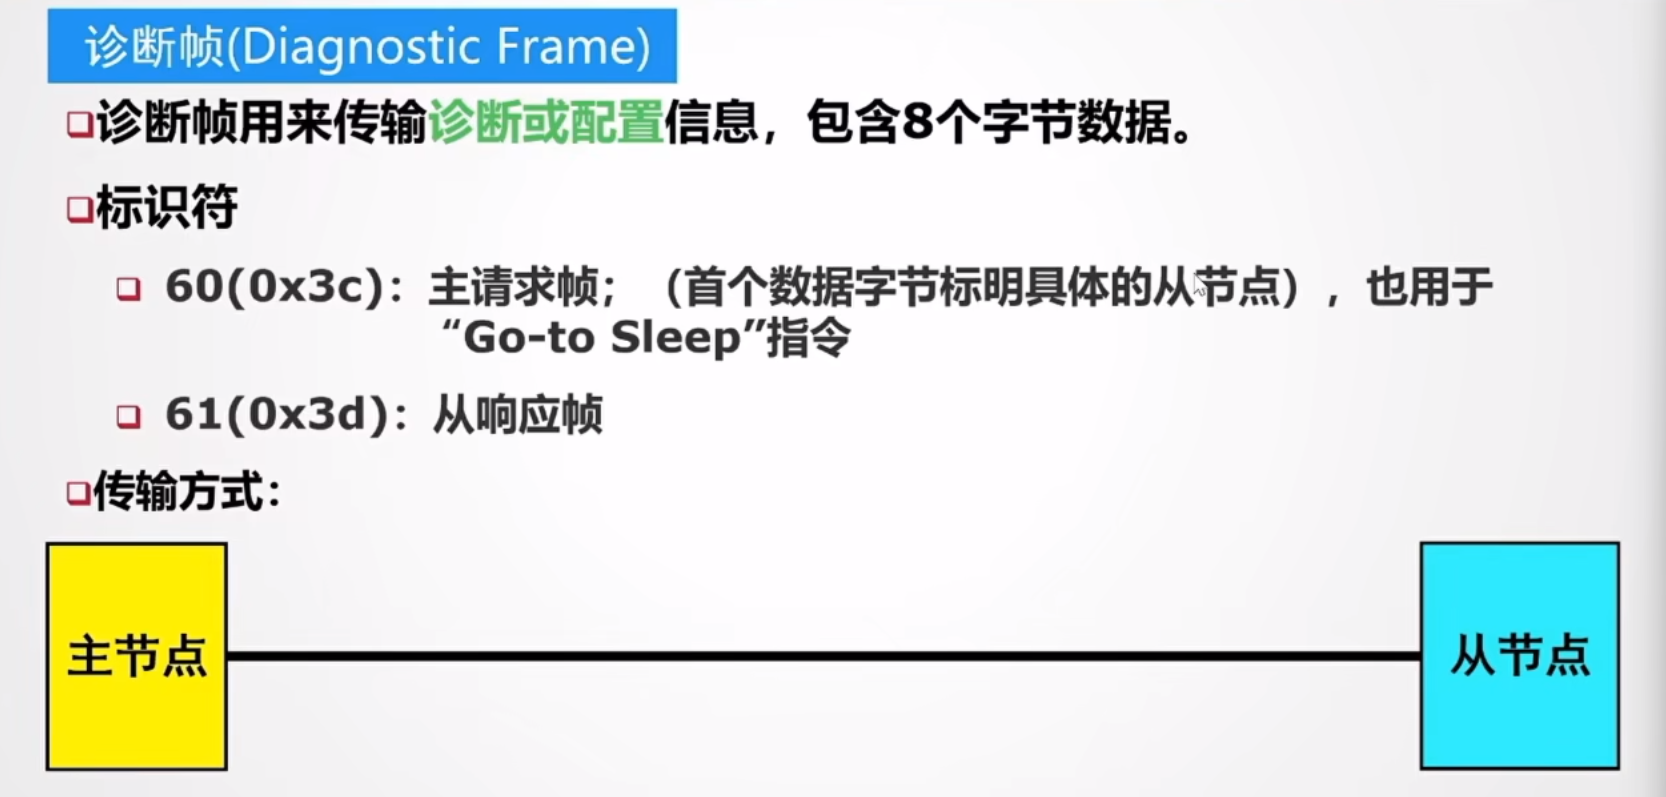 诊断帧(Diagnostic Frame)
诊断帧用来传输诊断或配置信息，包含8个字节数据。
标识符
60(0x3c)：主请求帧；（首个数据字节标明具体的从节点），也用于
“Go-to Sleep”指令
61(0x3d)：从响应帧
传输方式：
主节点
从节点